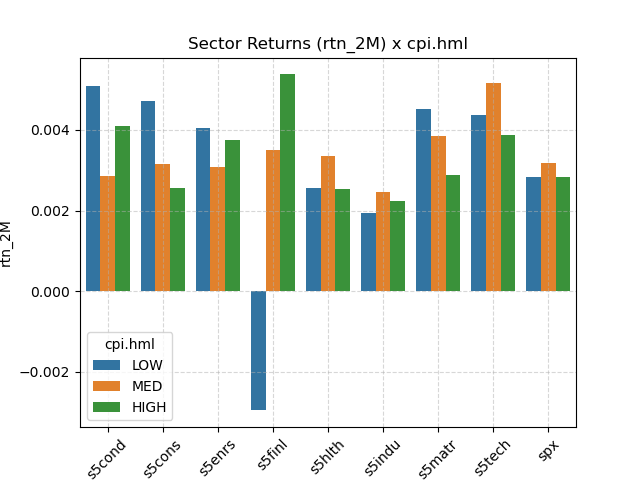 Sector Returns (rtn_2M) x cpi.hml
rtn_2M
0.004
0.002
0.000
−0.002
cpi.hml
LOW
MED
HIGH
s5cond
s5cons
s5enrs
s5finl
s5hlth
s5indu
s5matr
s5tech
spx